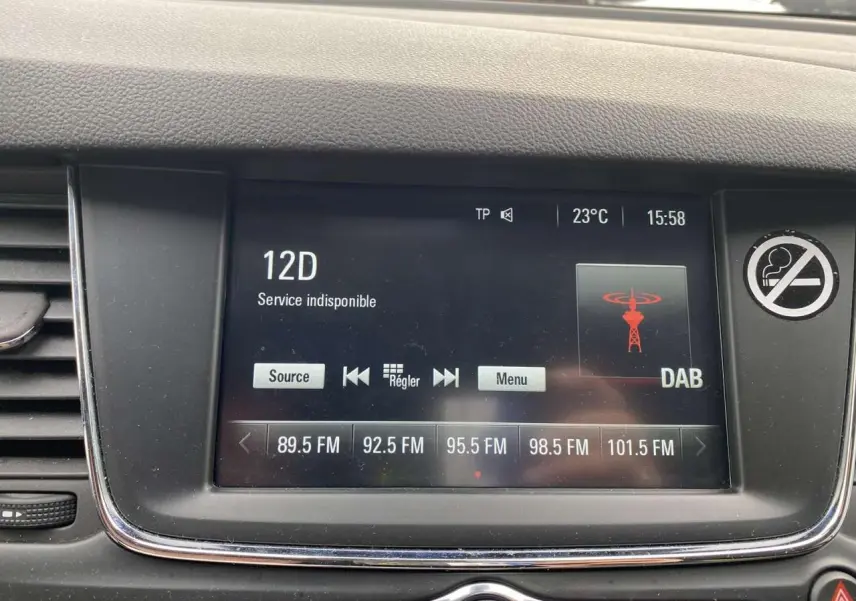 TP 23°C 15:58
12D
Service indisponible
Source Régler Menu
DAB
89.5 FM 92.5 FM 95.5 FM 98.5 FM 101.5 FM